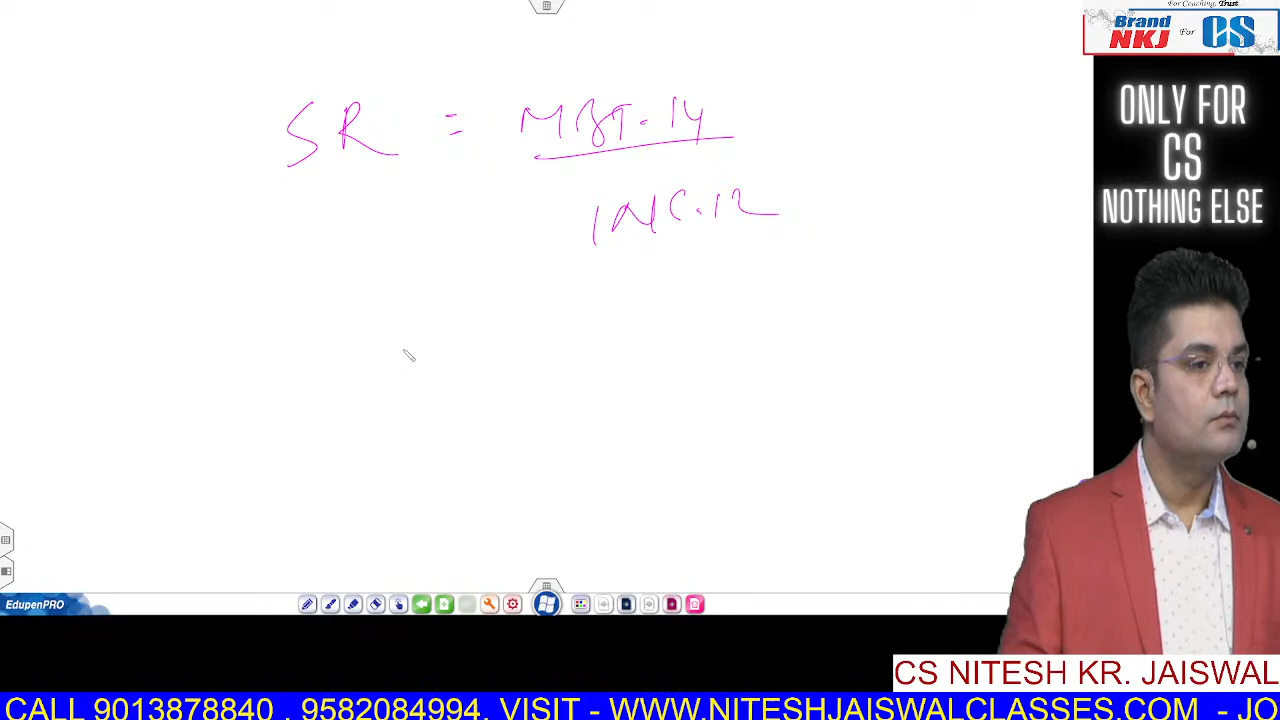 For Coaching, Trust
Brand NKJ For CS
SR = MBT-14
INC-12
ONLY FOR
CS
NOTHING ELSE
EdupenPRO
CS NITESH KR. JAISWAL
CALL 9013878840 , 9582084994, VISIT - WWW.NITESHJAISWALCLASSES.COM - JO